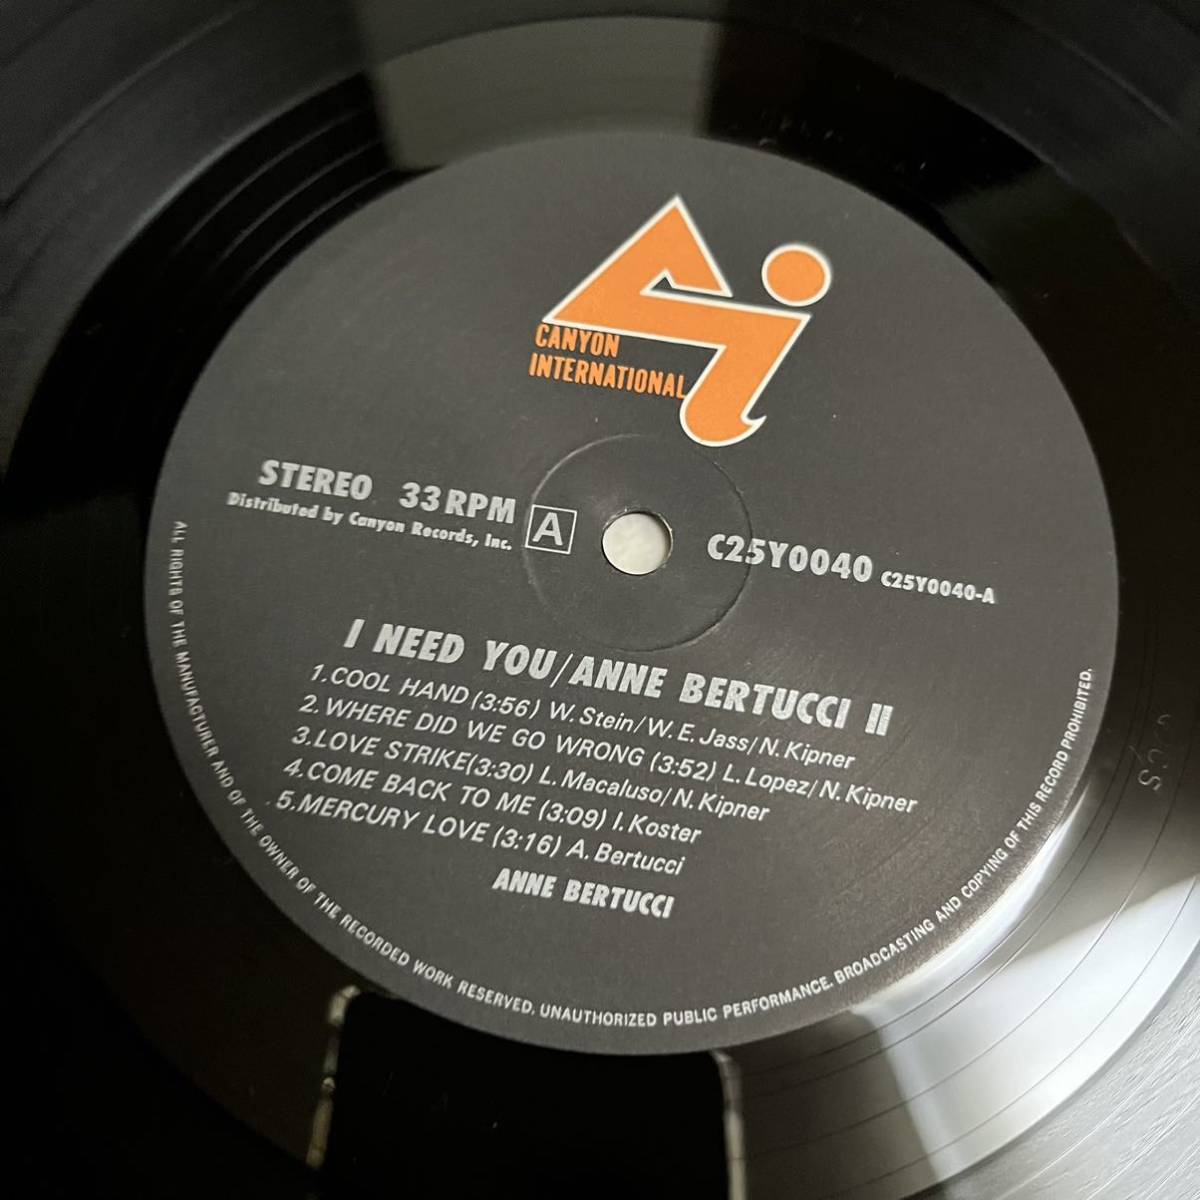 CANYON
INTERNATIONAL
STEREO 33 RPM
Distributed by Canyon Records, Inc.
A
C25Y0040 C25Y0040-A
I NEED YOU/ANNE BERTUCCI II
1.COOL HAND (3:56) W. Stein/W. E. Jass/N. Kipner
2.WHERE DID WE GO WRONG (3:52) L. Lopez/N. Kipner
3.LOVE STRIKE(3:30) L. Macaluso/N. Kipner
4.COME BACK TO ME (3:09) I. Koster
5.MERCURY LOVE (3:16) A. Bertucci
ANNE BERTUCCI
ALL RIGHTS OF THE MANUFACTURER AND OF THE OWNER OF THE RECORDED WORK RESERVED. UNAUTHORIZED PUBLIC PERFORMANCE. BROADCASTING AND COPYING OF THIS RECORD PROHIBITED.